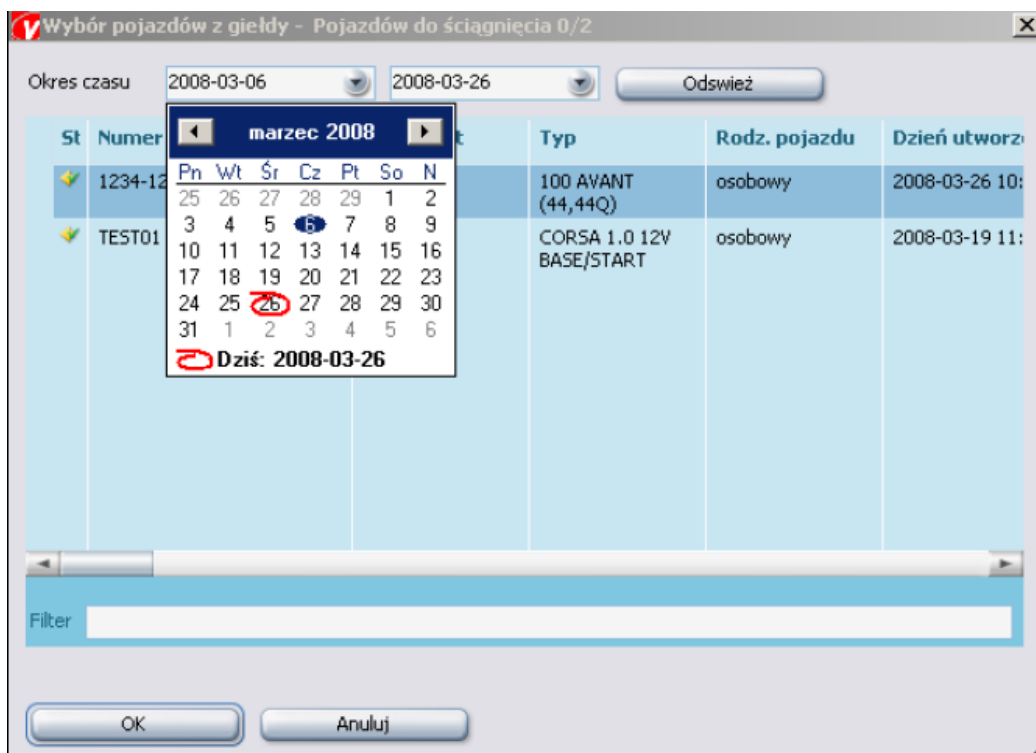 Wybór pojazdów z giełdy - Pojazdów do ściągnięcia 0/2
Okres czasu 2008-03-06 2008-03-26 Odswież
St Numer t Typ Rodz. pojazdu Dzień utworz
marzec 2008
Pn Wt Śr Cz Pt So N
25 26 27 28 29 1 2
3 4 5 6 7 8 9
10 11 12 13 14 15 16
17 18 19 20 21 22 23
24 25 26 27 28 29 30
31 1 2 3 4 5 6
Dziś: 2008-03-26
1234-12 100 AVANT osobowy 2008-03-26 10:
(44,44Q)
TEST01 CORSA 1.0 12V osobowy 2008-03-19 11:
BASE/START
Filter
OK Anuluj